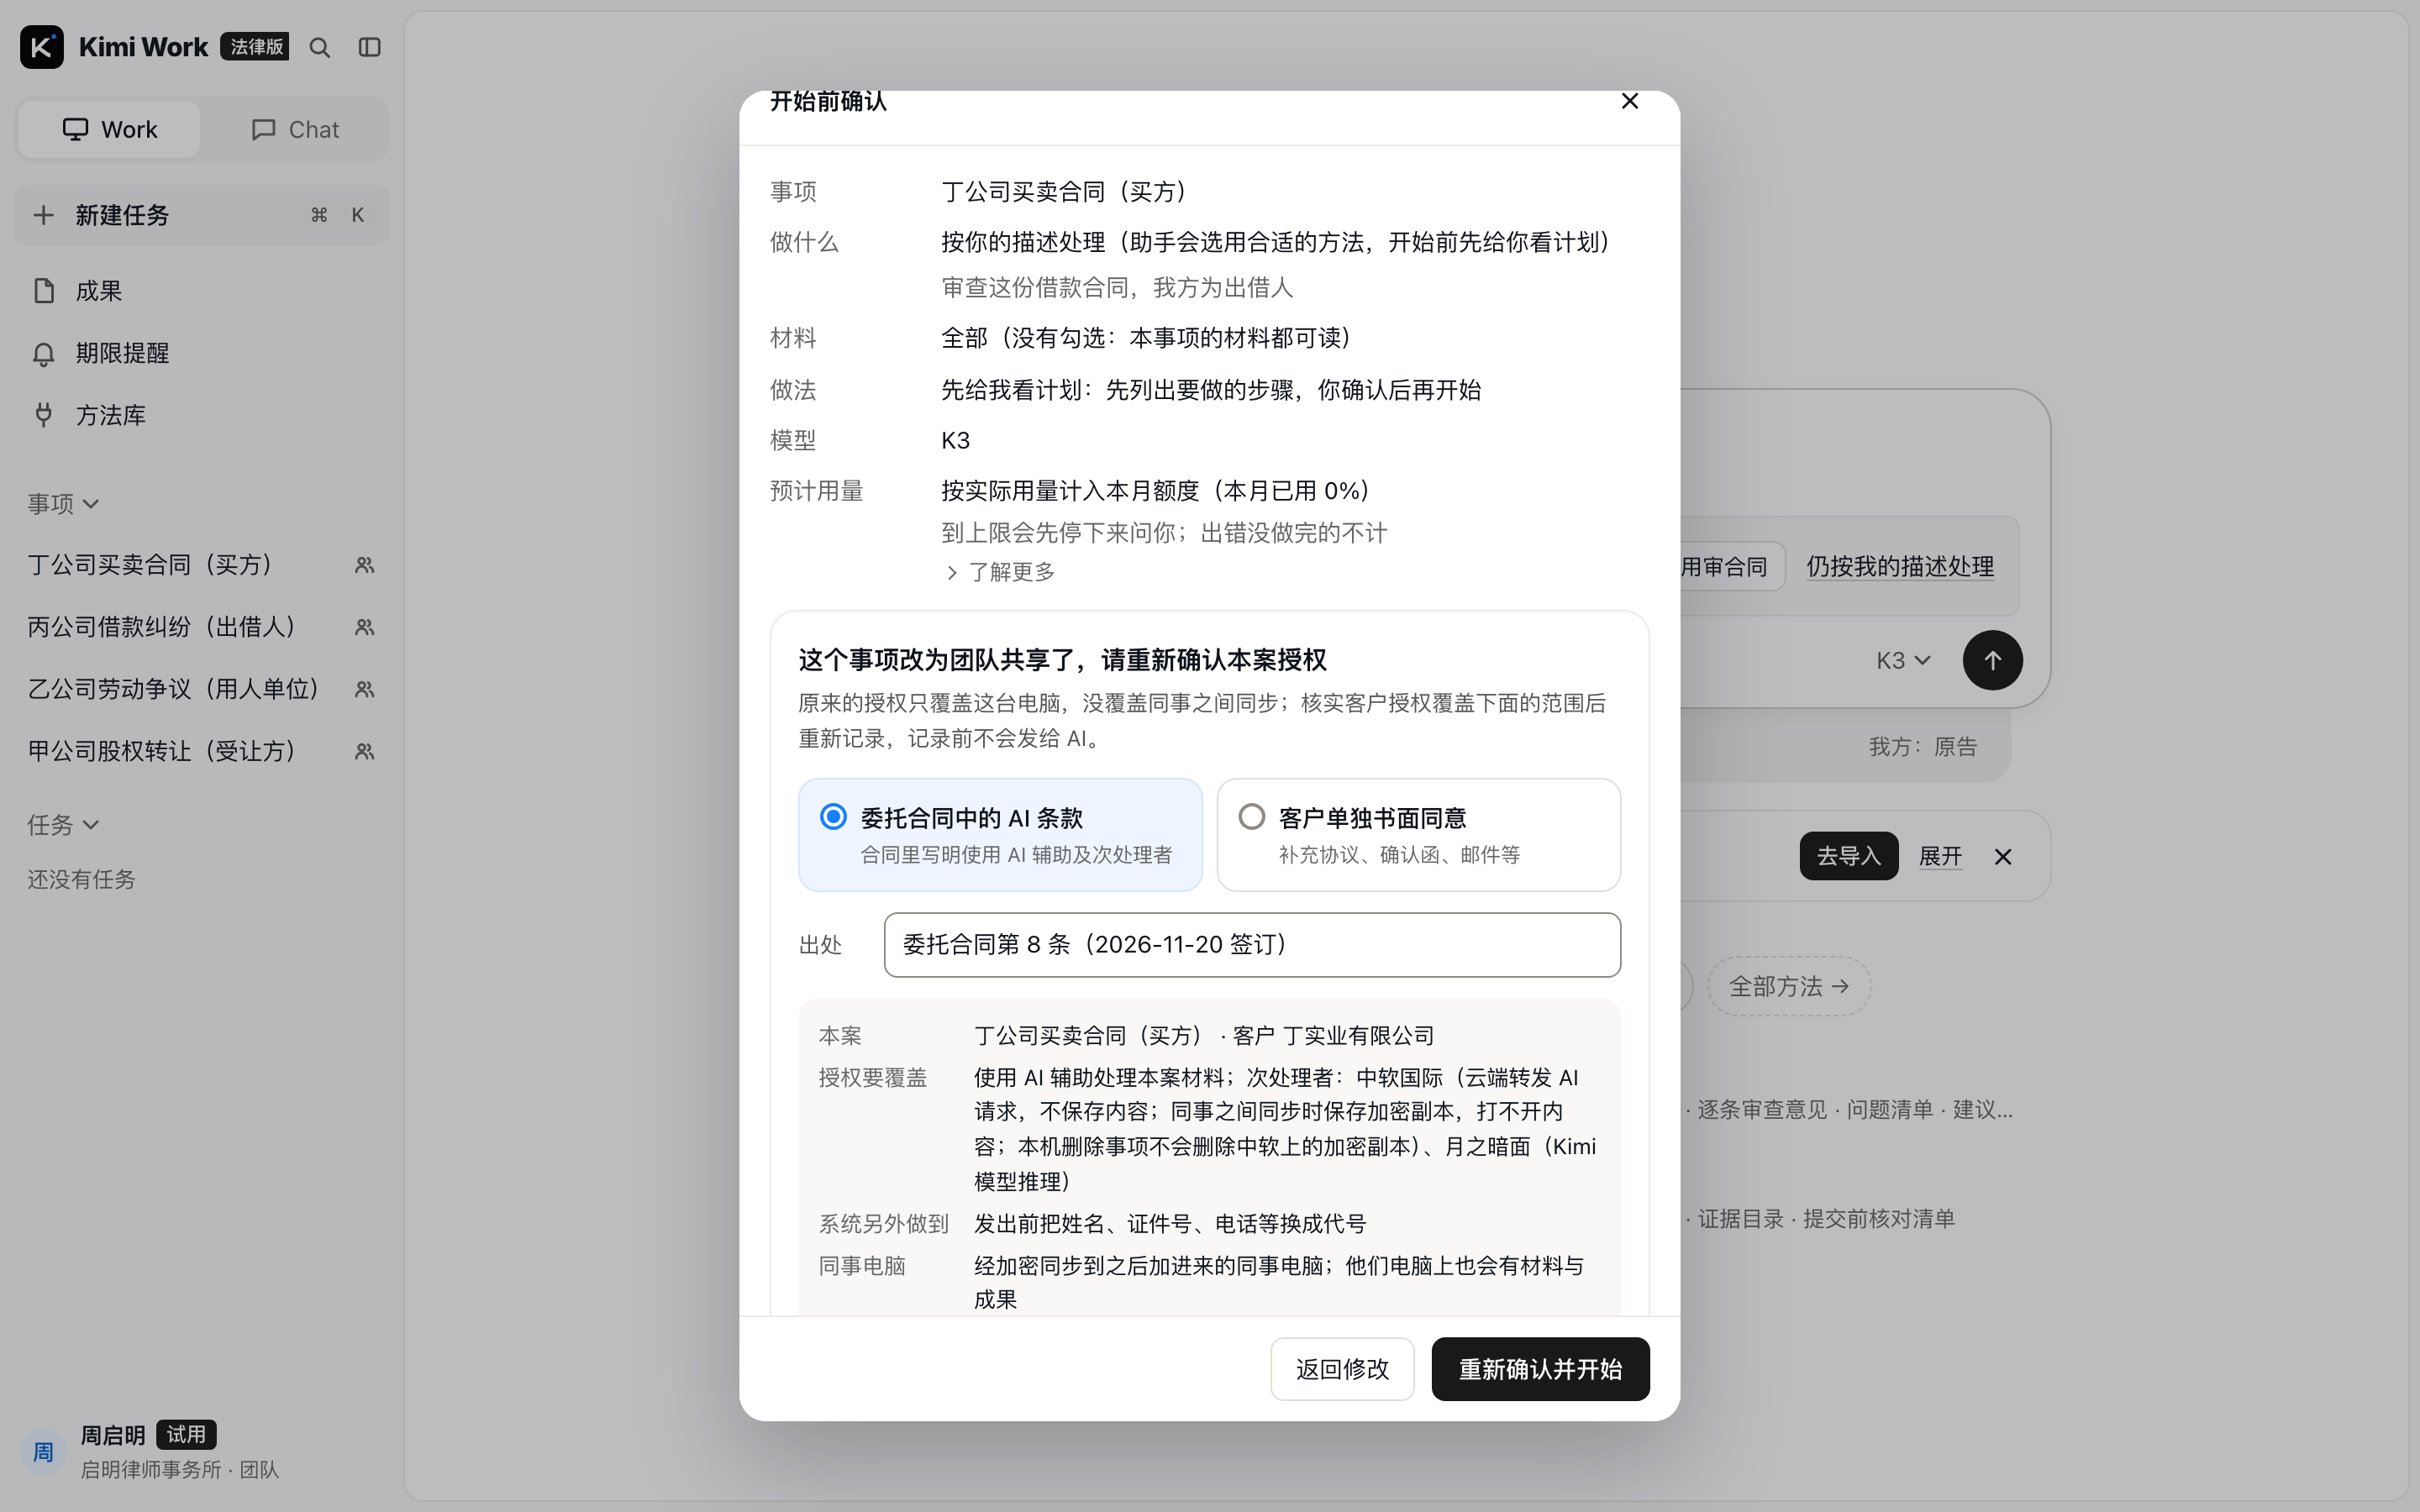 Kimi Work 法律版
Work
Chat
新建任务 ⌘ K
成果
期限提醒
方法库
事项
丁公司买卖合同（买方）
丙公司借款纠纷（出借人）
乙公司劳动争议（用人单位）
甲公司股权转让（受让方）
任务
还没有任务
周 周启明 试用
启明律师事务所 · 团队
开始前确认
事项 丁公司买卖合同（买方）
做什么 按你的描述处理（助手会选用合适的方法，开始前先给你看计划）
审查这份借款合同，我方为出借人
材料 全部（没有勾选：本事项的材料都可读）
做法 先给我看计划：先列出要做的步骤，你确认后再开始
模型 K3
预计用量 按实际用量计入本月额度（本月已用 0%）
到上限会先停下来问你；出错没做完的不计
了解更多
这个事项改为团队共享了，请重新确认本案授权
原来的授权只覆盖这台电脑，没覆盖同事之间同步；核实客户授权覆盖下面的范围后
重新记录，记录前不会发给 AI。
委托合同中的 AI 条款
合同里写明使用 AI 辅助及次处理者
客户单独书面同意
补充协议、确认函、邮件等
出处 委托合同第 8 条（2026-11-20 签订）
本案 丁公司买卖合同（买方） · 客户 丁实业有限公司
授权要覆盖 使用 AI 辅助处理本案材料；次处理者：中软国际（云端转发 AI
请求，不保存内容；同事之间同步时保存加密副本，打不开内
容；本机删除事项不会删除中软上的加密副本）、月之暗面（Kimi
模型推理）
系统另外做到 发出前把姓名、证件号、电话等换成代号
同事电脑 经加密同步到之后加进来的同事电脑；他们电脑上也会有材料与
成果
返回修改
重新确认并开始
用审合同
仍按我的描述处理
K3
我方：原告
去导入
展开
全部方法 →
· 逐条审查意见 · 问题清单 · 建议...
· 证据目录 · 提交前核对清单